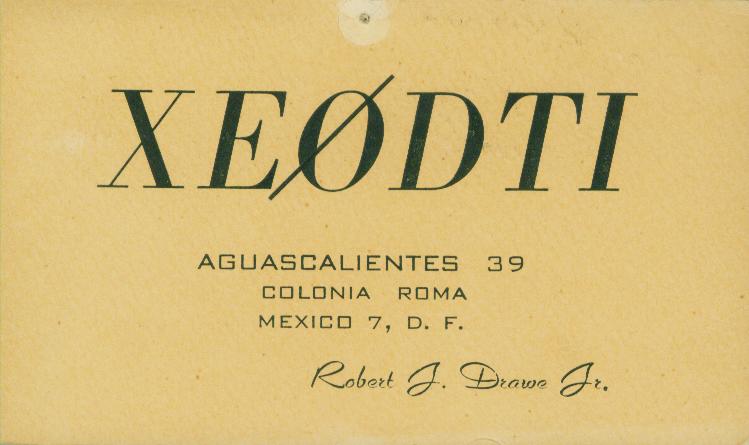 XEØDTI
AGUASCALIENTES 39
COLONIA ROMA
MEXICO 7, D. F.
Robert J. Drawe Jr.